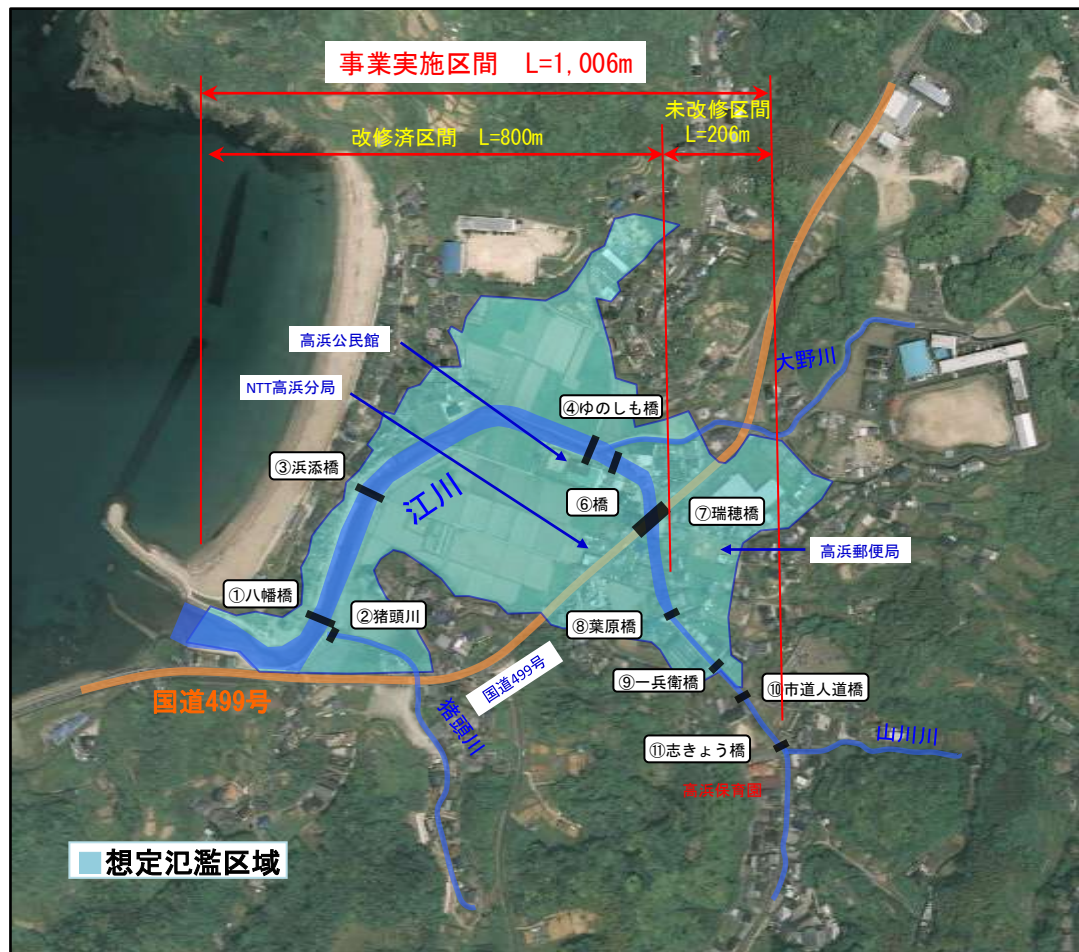 事業実施区間　L=1,006m
未改修区間
L=206m
改修済区間　L=800m
高浜公民館
NTT高浜分局
大野川
④ゆのしも橋
③浜添橋
江川
⑥橋
⑦瑞穂橋
高浜郵便局
①八幡橋
②猪頭川
⑧葉原橋
国道499号
国道499号
⑨一兵衛橋
⑩市道人道橋
猪頭川
山川川
⑪志きょう橋
高浜保育園
想定氾濫区域